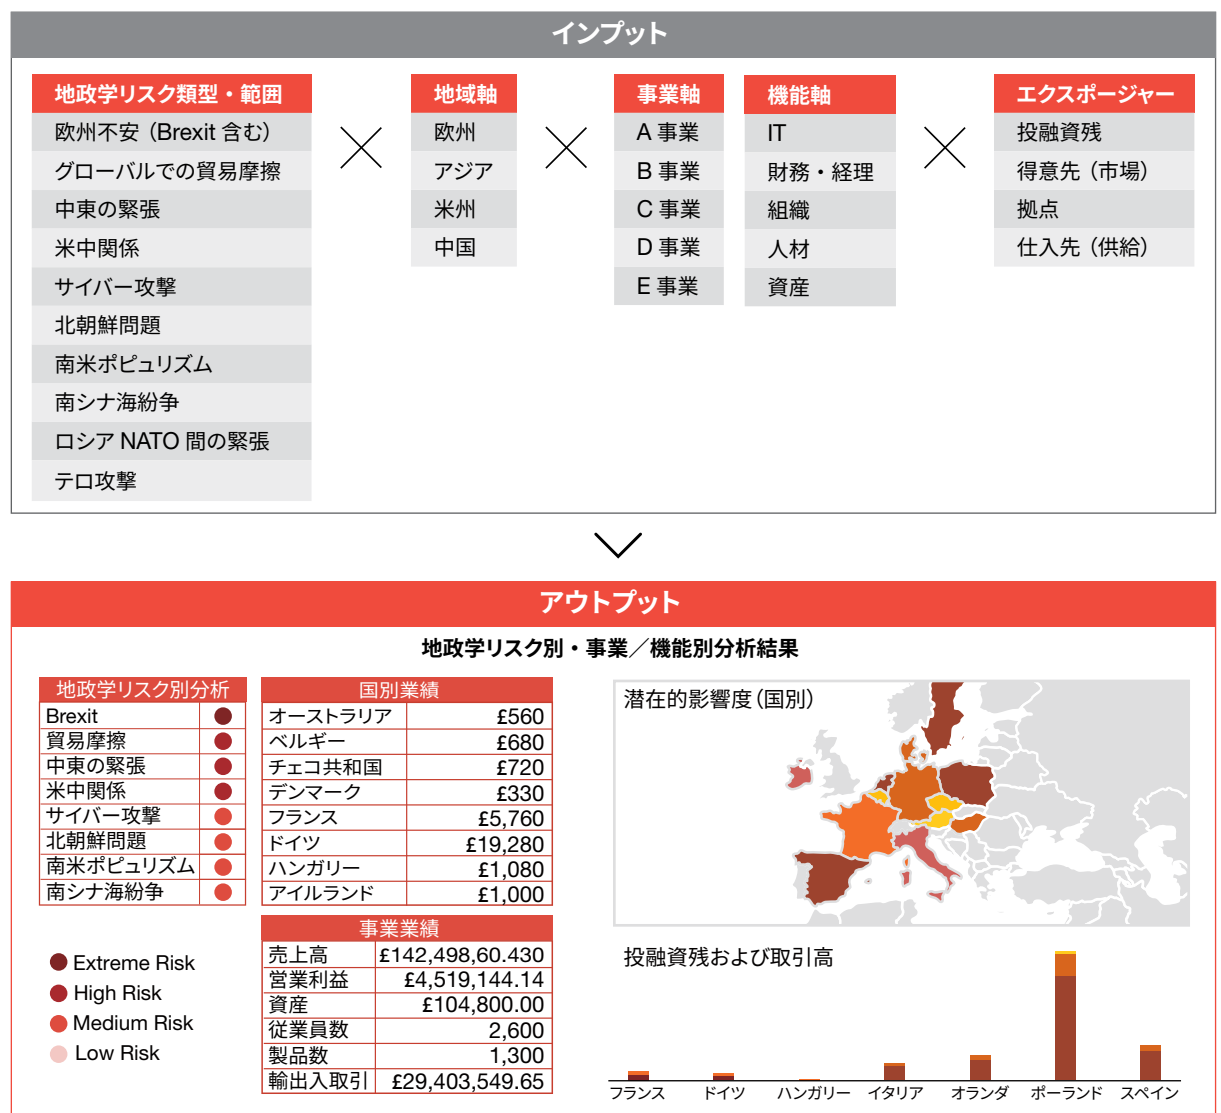 インプット
地政学リスク類型・範囲
欧州不安（Brexit 含む）
グローバルでの貿易摩擦
中東の緊張
米中関係
サイバー攻撃
北朝鮮問題
南米ポピュリズム
南シナ海紛争
ロシア NATO 間の緊張
テロ攻撃
地域軸
欧州
アジア
米州
中国
事業軸
A 事業
B 事業
C 事業
D 事業
E 事業
機能軸
IT
財務・経理
組織
人材
資産
エクスポージャー
投融資残
得意先（市場）
拠点
仕入先（供給）
アウトプット
地政学リスク別・事業／機能別分析結果
地政学リスク別分析
Brexit
貿易摩擦
中東の緊張
米中関係
サイバー攻撃
北朝鮮問題
南米ポピュリズム
南シナ海紛争
Extreme Risk
High Risk
Medium Risk
Low Risk
国別業績
オーストラリア £560
ベルギー £680
チェコ共和国 £720
デンマーク £330
フランス £5,760
ドイツ £19,280
ハンガリー £1,080
アイルランド £1,000
事業業績
売上高 £142,498,60.430
営業利益 £4,519,144.14
資産 £104,800.00
従業員数 2,600
製品数 1,300
輸出入取引 £29,403,549.65
潜在的影響度（国別）
投融資残および取引高
フランス ドイツ ハンガリー イタリア オランダ ポーランド スペイン